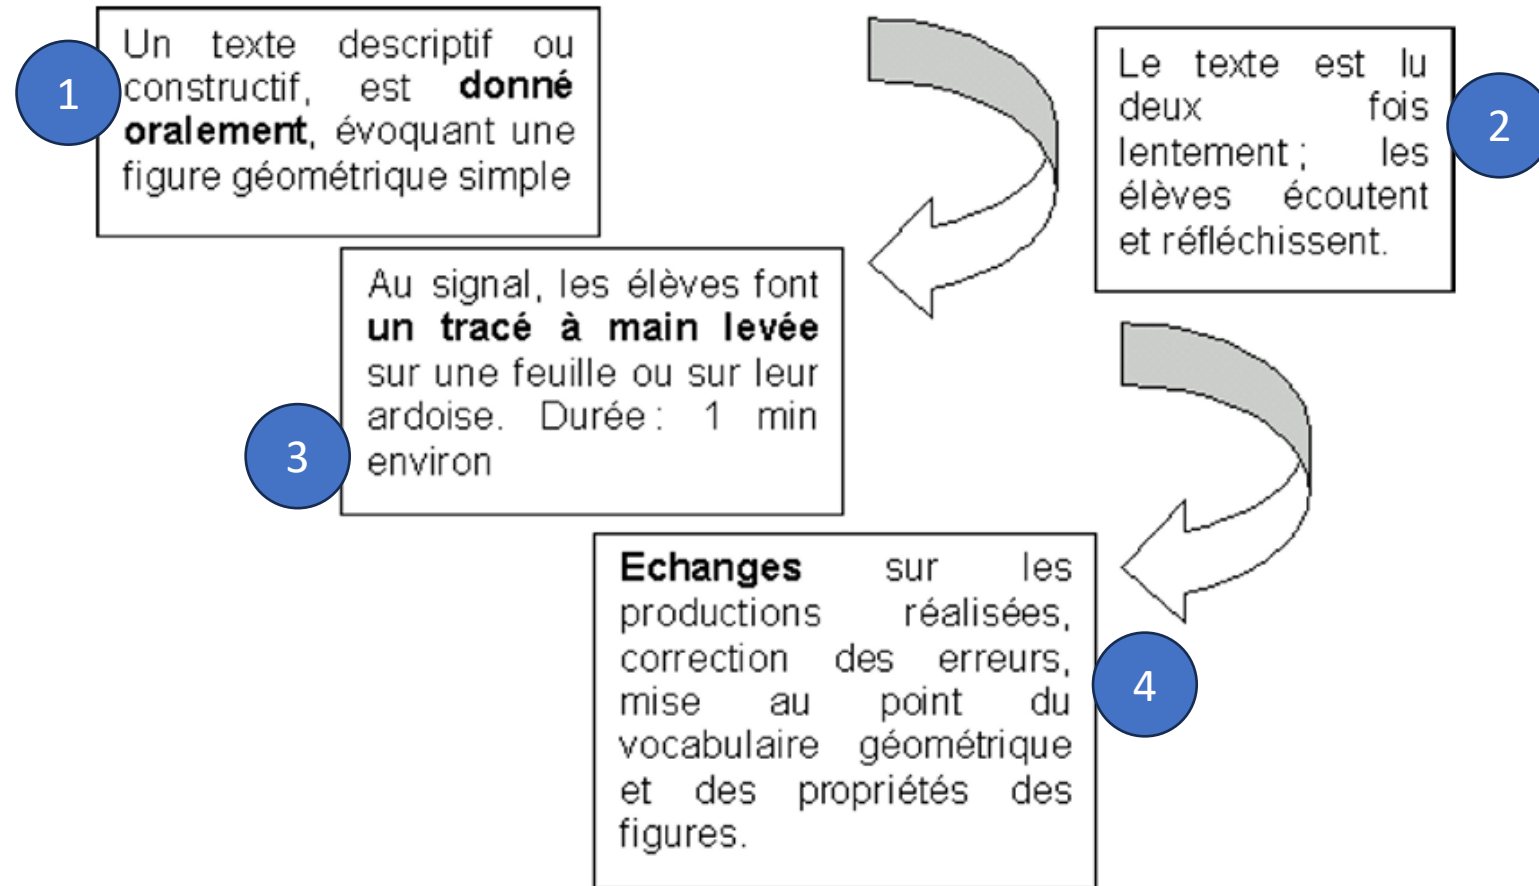 1
Un texte descriptif ou
constructif, est donné
oralement, évoquant une
figure géométrique simple
2
Le texte est lu
deux fois
lentement ; les
élèves écoutent
et réfléchissent.
3
Au signal, les élèves font
un tracé à main levée
sur une feuille ou sur leur
ardoise. Durée : 1 min
environ
4
Echanges sur les
productions réalisées,
correction des erreurs,
mise au point du
vocabulaire géométrique
et des propriétés des
figures.